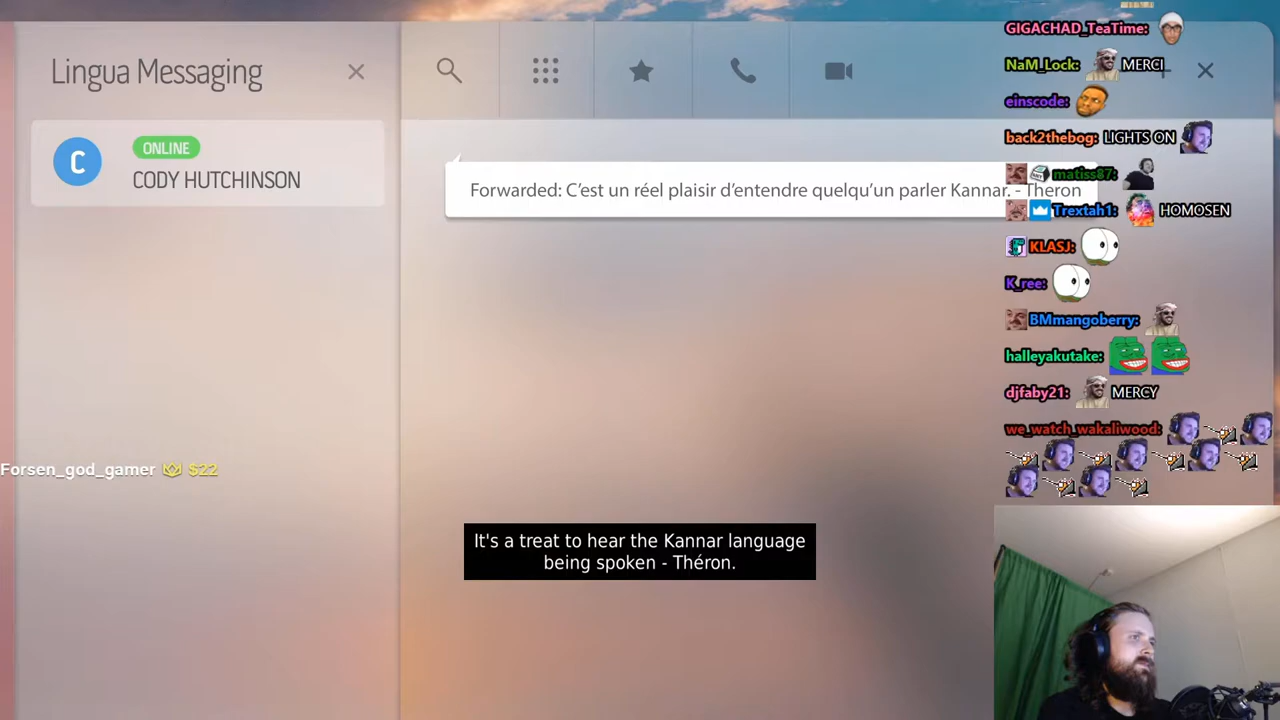 Lingua Messaging
ONLINE
C
CODY HUTCHINSON
Forwarded: C’est un réel plaisir d’entendre quelqu’un parler Kannar. - Theron
It's a treat to hear the Kannar language
being spoken - Théron.
Forsen_god_gamer $22
GIGACHAD_TeaTime:
NaM_Lock: MERCI
einscode:
back2thebog: LIGHTS ON
matiss87:
Trextah1: HOMOSEN
KLASJ:
K_ree:
BMmangoberry:
halleyakutake:
djfaby21: MERCY
we_watch_wakaliwood: